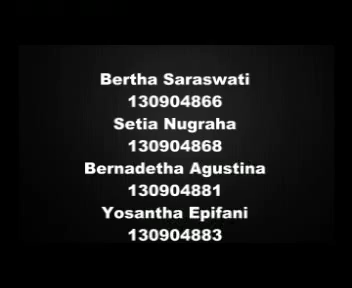 Bertha Saraswati
130904866
Setia Nugraha
130904868
Bernadetha Agustina
130904881
Yosantha Epifani
130904883